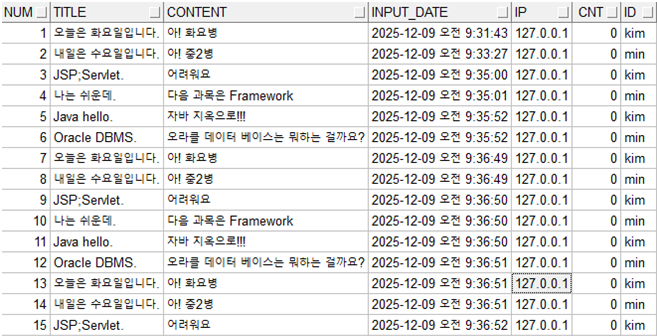 NUM TITLE CONTENT INPUT_DATE IP CNT ID
1 오늘은 화요일입니다. 아! 화요병 2025-12-09 오전 9:31:43 127.0.0.1 0 kim
2 내일은 수요일입니다. 아! 중2병 2025-12-09 오전 9:33:27 127.0.0.1 0 min
3 JSP;Servlet. 어려워요 2025-12-09 오전 9:35:00 127.0.0.1 0 kim
4 나는 쉬운데. 다음 과목은 Framework 2025-12-09 오전 9:35:01 127.0.0.1 0 min
5 Java hello. 자바 지옥으로!!! 2025-12-09 오전 9:35:52 127.0.0.1 0 kim
6 Oracle DBMS. 오라클 데이터 베이스는 뭐하는 걸까요? 2025-12-09 오전 9:35:52 127.0.0.1 0 min
7 오늘은 화요일입니다. 아! 화요병 2025-12-09 오전 9:36:49 127.0.0.1 0 kim
8 내일은 수요일입니다. 아! 중2병 2025-12-09 오전 9:36:49 127.0.0.1 0 min
9 JSP;Servlet. 어려워요 2025-12-09 오전 9:36:50 127.0.0.1 0 kim
10 나는 쉬운데. 다음 과목은 Framework 2025-12-09 오전 9:36:50 127.0.0.1 0 min
11 Java hello. 자바 지옥으로!!! 2025-12-09 오전 9:36:50 127.0.0.1 0 kim
12 Oracle DBMS. 오라클 데이터 베이스는 뭐하는 걸까요? 2025-12-09 오전 9:36:51 127.0.0.1 0 min
13 오늘은 화요일입니다. 아! 화요병 2025-12-09 오전 9:36:51 127.0.0.1 0 kim
14 내일은 수요일입니다. 아! 중2병 2025-12-09 오전 9:36:51 127.0.0.1 0 min
15 JSP;Servlet. 어려워요 2025-12-09 오전 9:36:52 127.0.0.1 0 kim